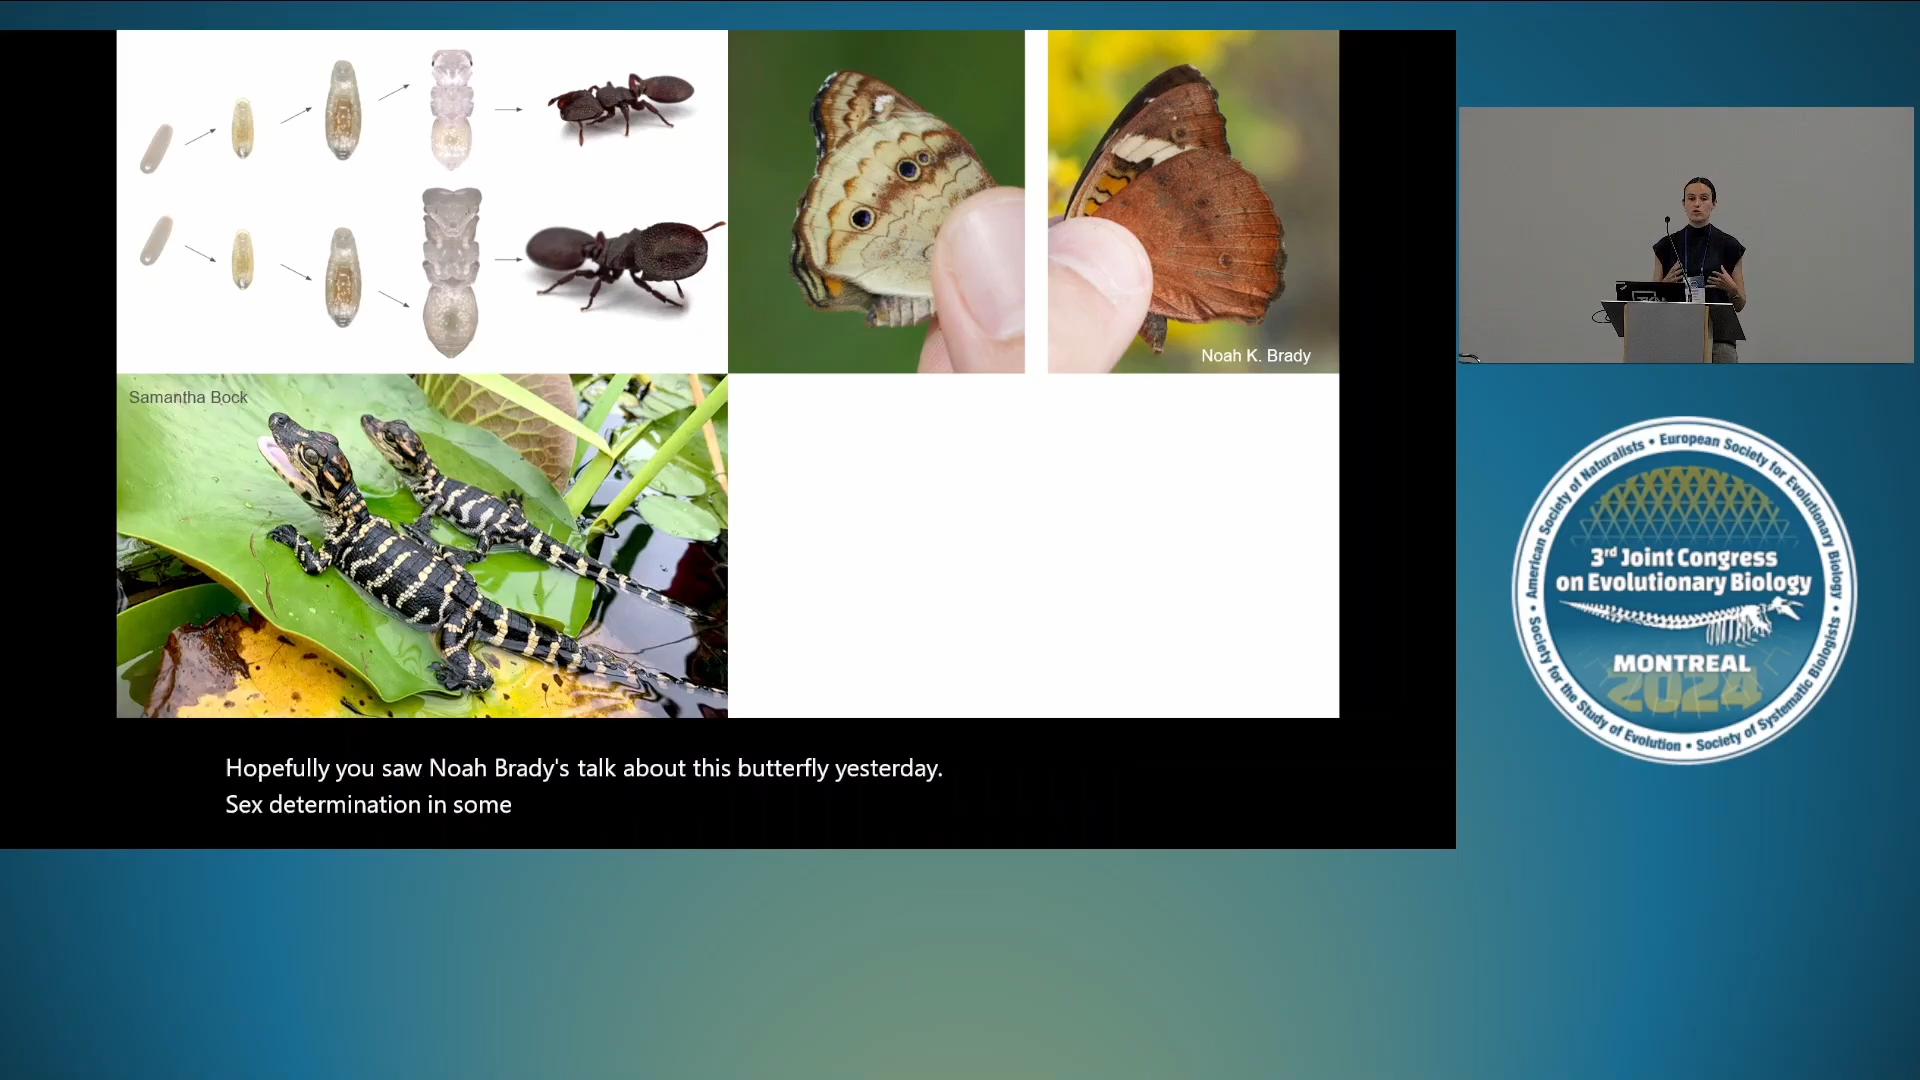 Noah K. Brady
Samantha Bock
Hopefully you saw Noah Brady's talk about this butterfly yesterday.
Sex determination in some
American Society of Naturalists • European Society for Evolutionary Biology •
Society for the Study of Evolution • Society of Systematic Biologists •
3rd Joint Congress
on Evolutionary Biology
MONTREAL
2024